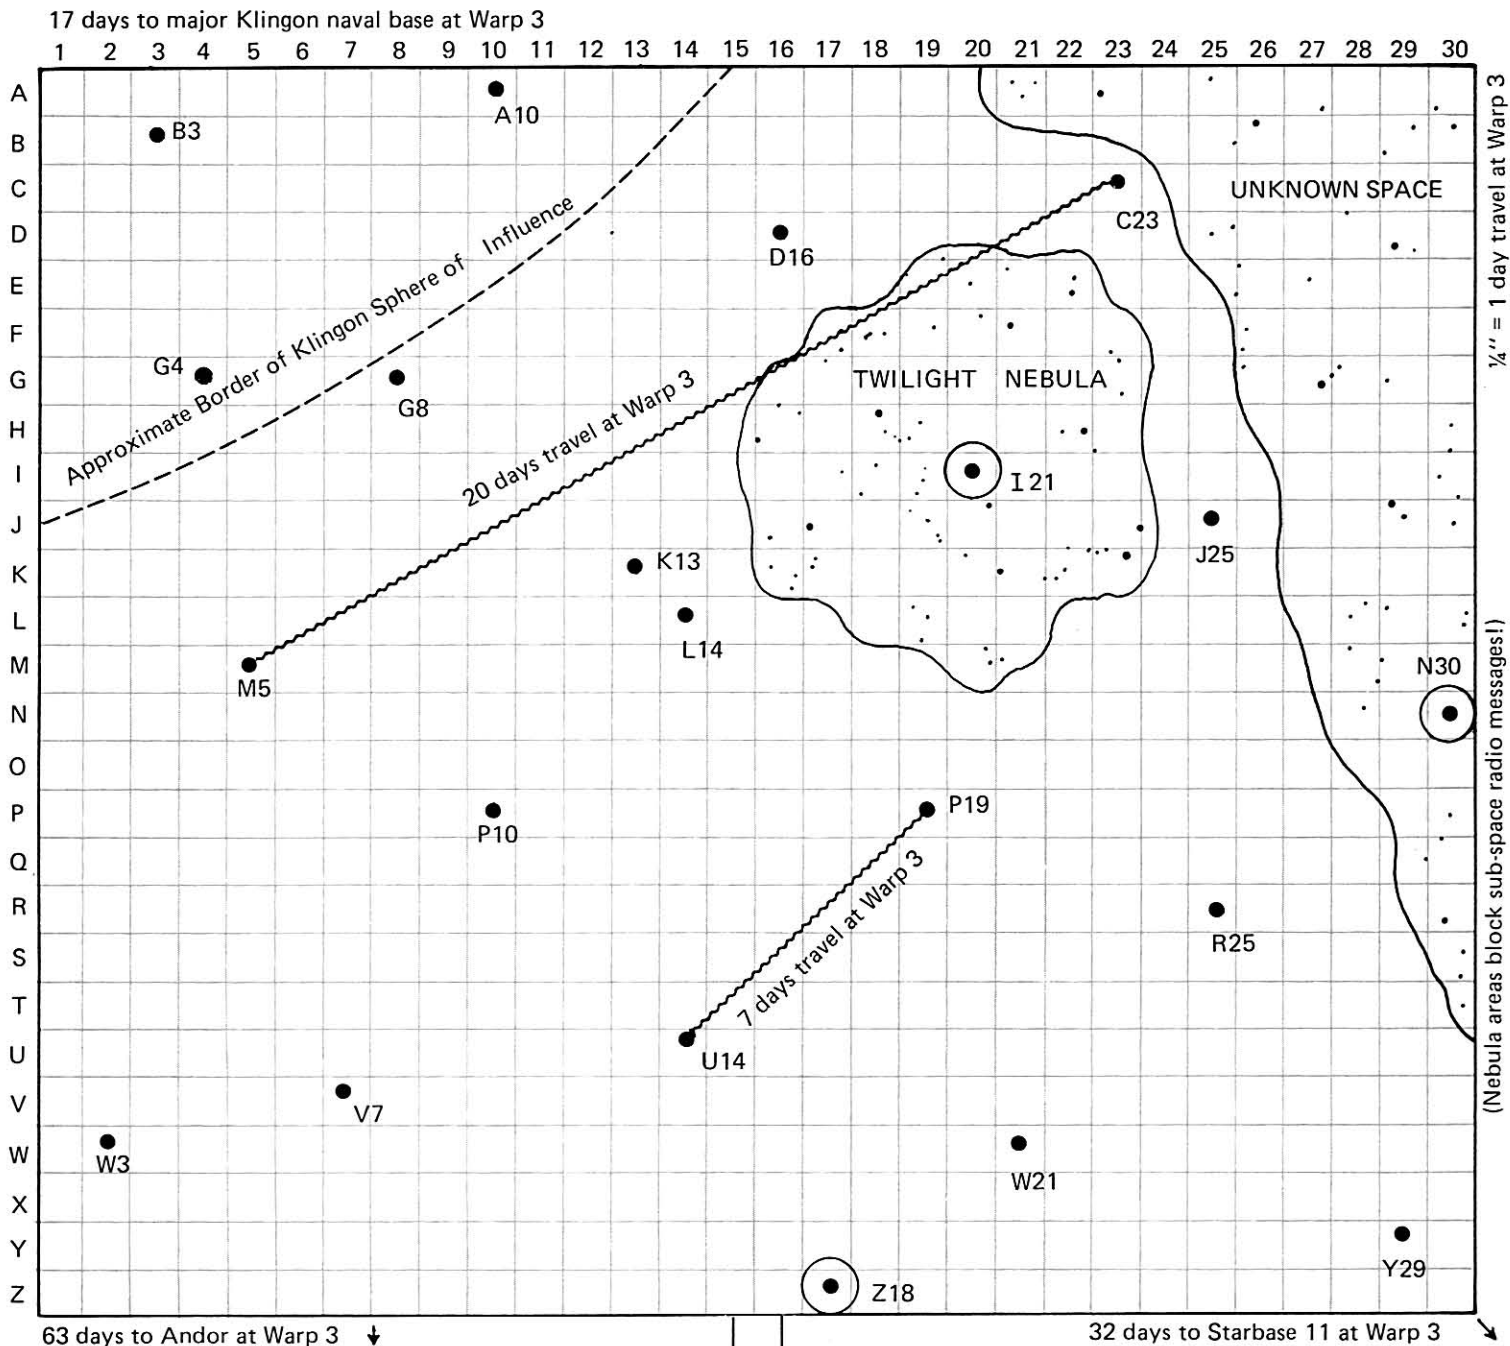 17 days to major Klingon naval base at Warp 3
1 2 3 4 5 6 7 8 9 10 11 12 13 14 15 16 17 18 19 20 21 22 23 24 25 26 27 28 29 30
A
B
C
D
E
F
G
H
I
J
K
L
M
N
O
P
Q
R
S
T
U
V
W
X
Y
Z
A10
B3
UNKNOWN SPACE
C23
D16
Approximate Border of Klingon Sphere of Influence
G4
G8
20 days travel at Warp 3
TWILIGHT NEBULA
I21
J25
K13
L14
M5
N30
P19
P10
7 days travel at Warp 3
R25
U14
V7
W3
W21
Y29
Z18
¼" = 1 day travel at Warp 3
(Nebula areas block sub-space radio messages!)
63 days to Andor at Warp 3
32 days to Starbase 11 at Warp 3